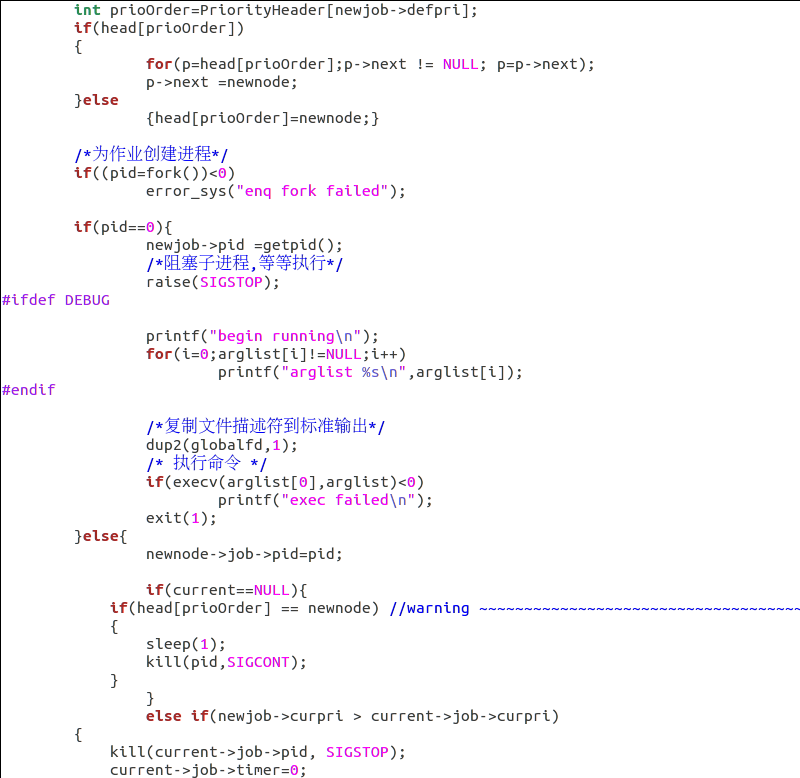 int prioOrder=PriorityHeader[newjob->defpri];
if(head[prioOrder])
{
for(p=head[prioOrder];p->next != NULL; p=p->next);
p->next =newnode;
}else
{head[prioOrder]=newnode;}
/*为作业创建进程*/
if((pid=fork())<0)
error_sys("enq fork failed");
if(pid==0){
newjob->pid =getpid();
/*阻塞子进程,等等执行*/
raise(SIGSTOP);
#ifdef DEBUG
printf("begin running\n");
for(i=0;arglist[i]!=NULL;i++)
printf("arglist %s\n",arglist[i]);
#endif
/*复制文件描述符到标准输出*/
dup2(globalfd,1);
/* 执行命令 */
if(execv(arglist[0],arglist)<0)
printf("exec failed\n");
exit(1);
}else{
newnode->job->pid=pid;
if(current==NULL){
if(head[prioOrder] == newnode) //warning ~~~~~~~~~~~~~~~~~~~~~~~~~~~~~~~~~~~~
{
sleep(1);
kill(pid,SIGCONT);
}
}
else if(newjob->curpri > current->job->curpri)
{
kill(current->job->pid, SIGSTOP);
current->job->timer=0;